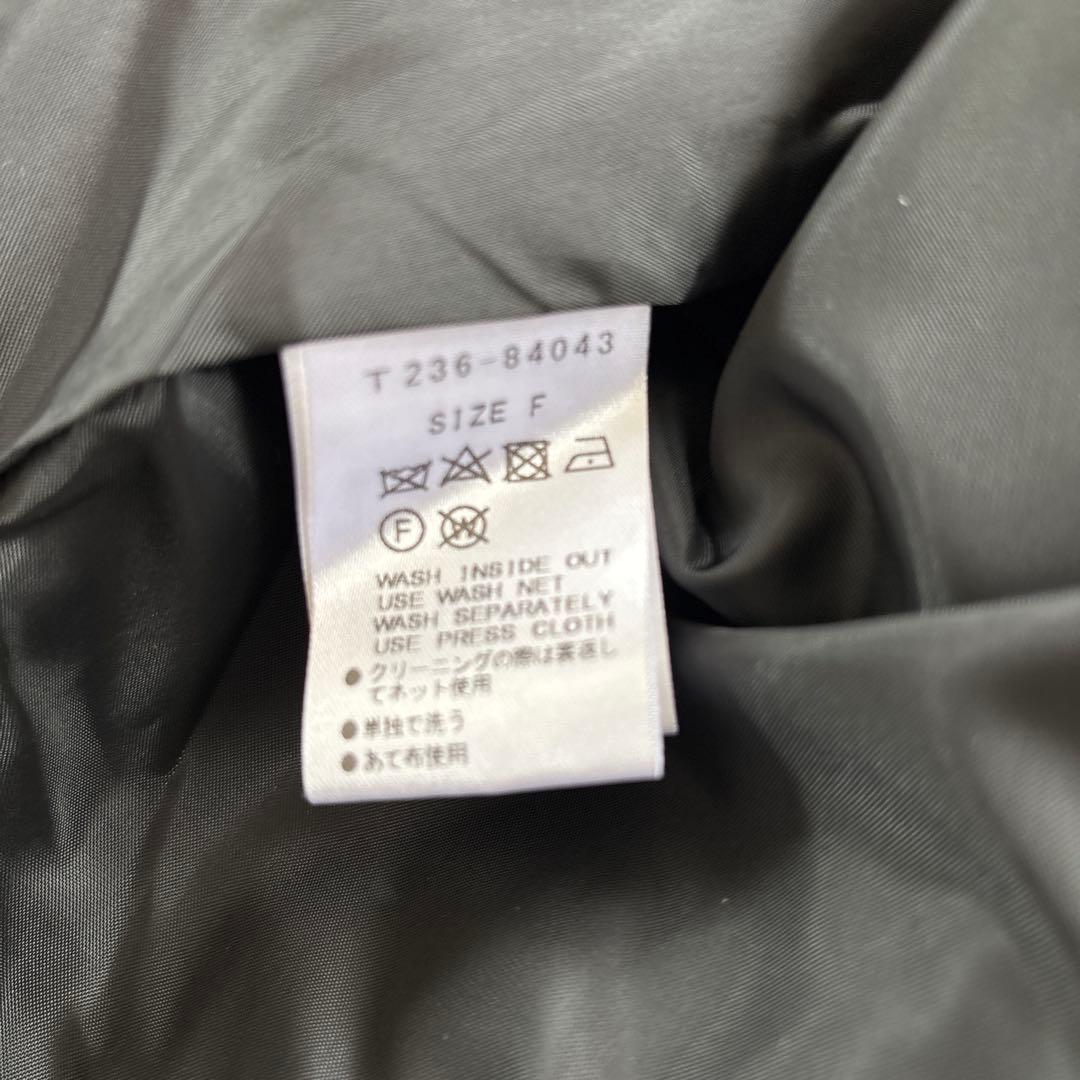 T 236-84043
SIZE F
F W
WASH INSIDE OUT
USE WASH NET
WASH SEPARATELY
USE PRESS CLOTH
●クリーニングの際は裏返し
てネット使用
●単独で洗う
●あて布使用